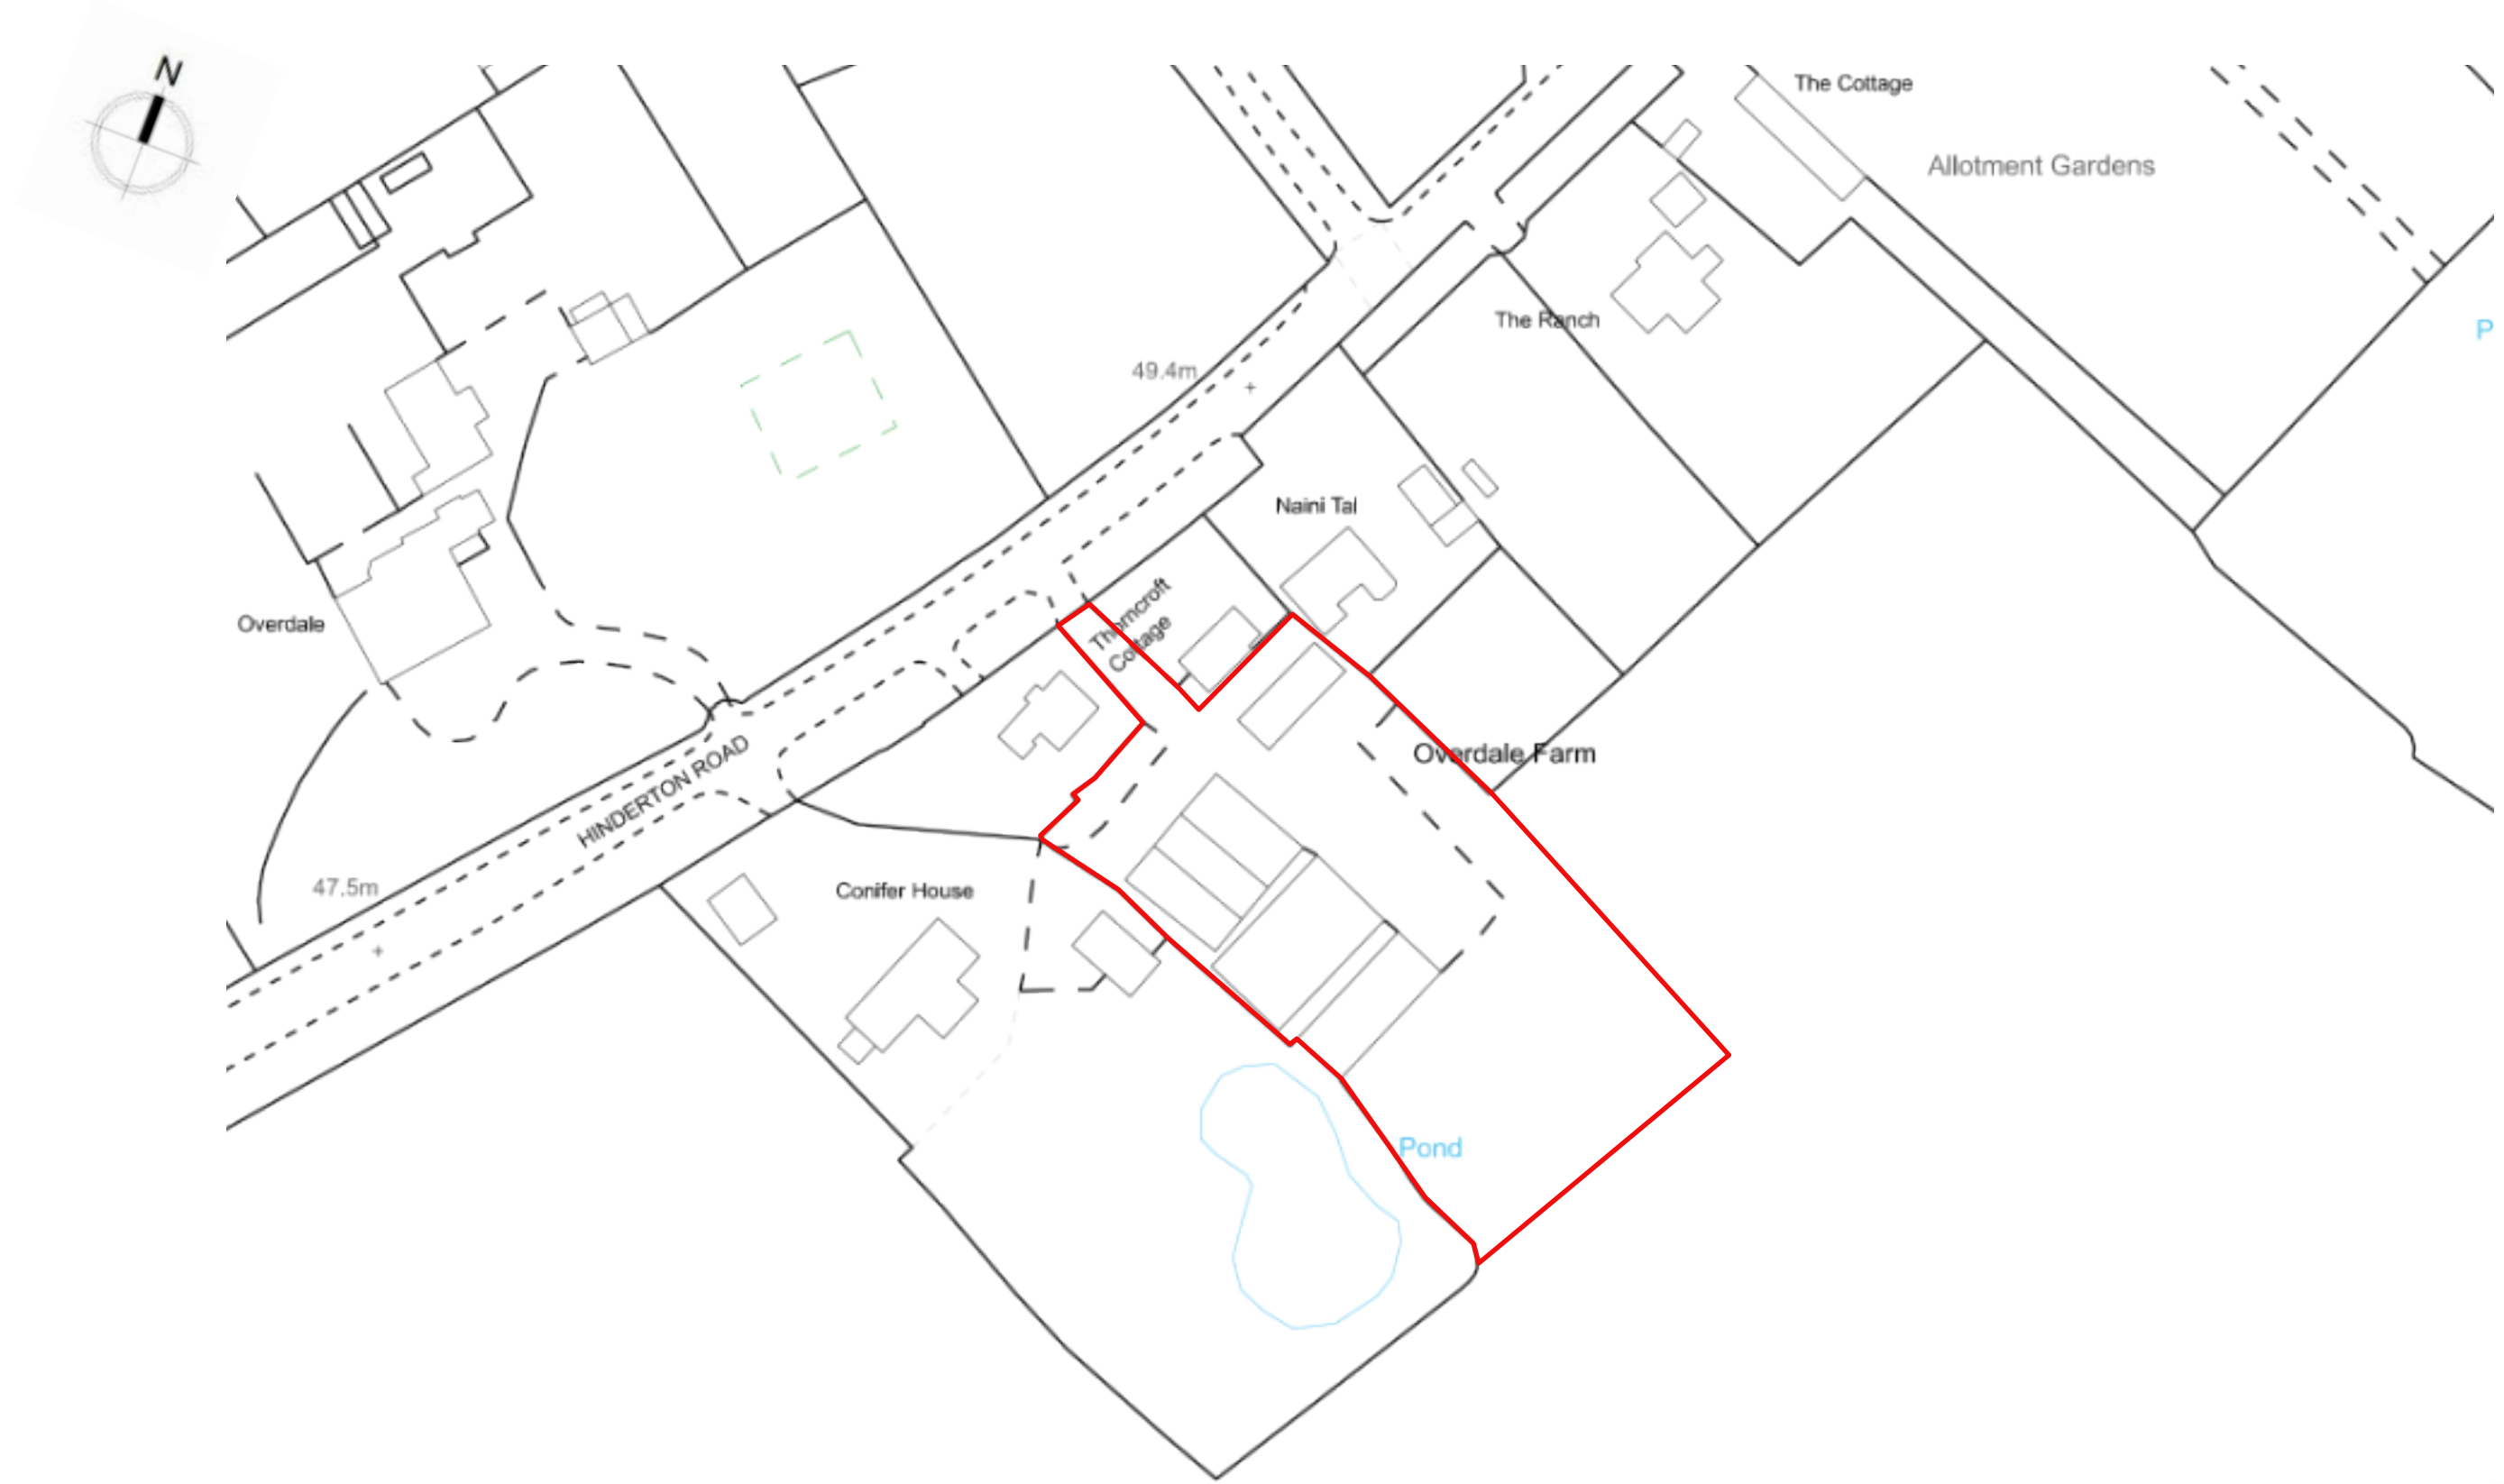 N
The Cottage
Allotment Gardens
The Ranch
P
49.4m
Naini Tal
Thorncroft
Cottage
Overdale
HINDERTON ROAD
Overdale Farm
47.5m
Conifer House
Pond